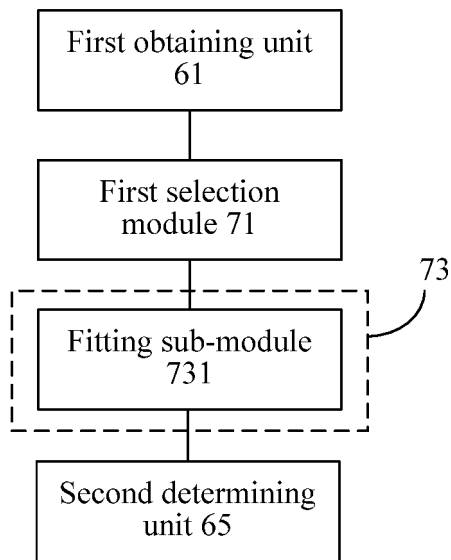 First obtaining unit
61
First selection
module 71
73
Fitting sub-module
731
Second determining
unit 65